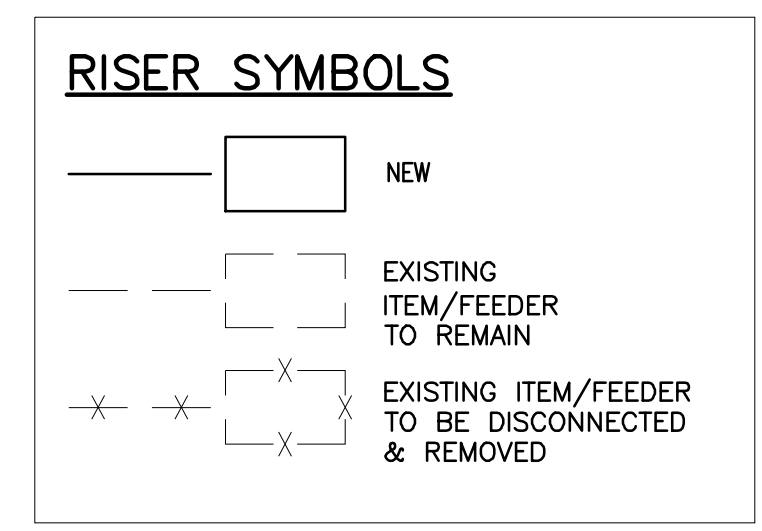 RISER SYMBOLS
NEW
EXISTING
ITEM/FEEDER
TO REMAIN
EXISTING ITEM/FEEDER
TO BE DISCONNECTED
& REMOVED